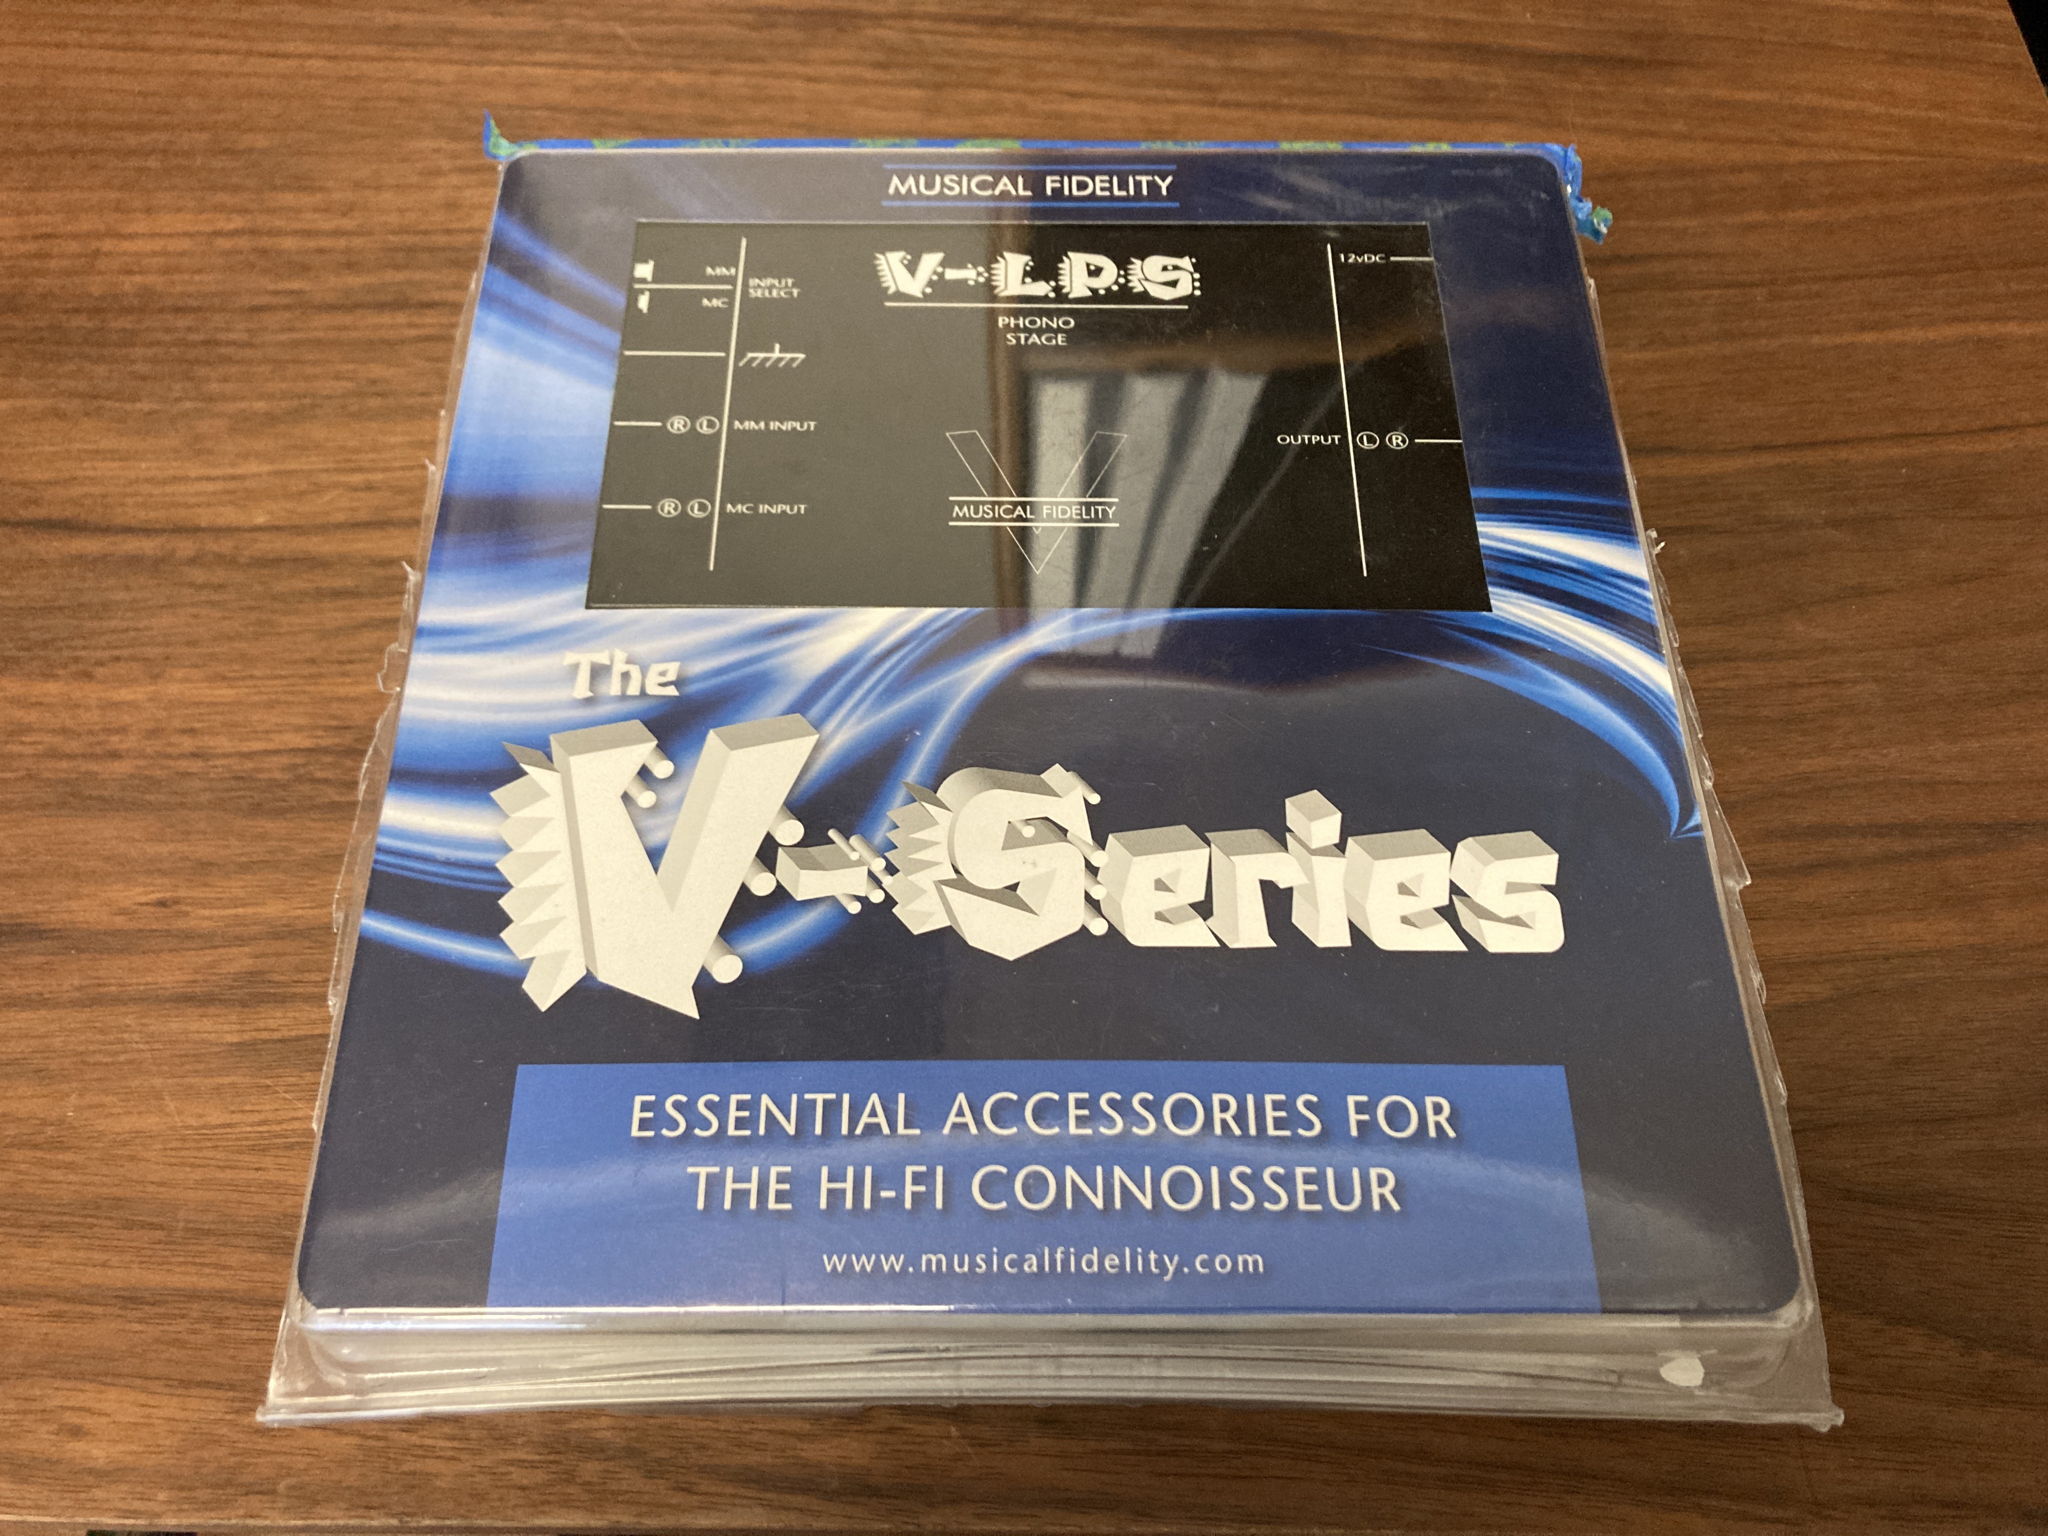 MUSICAL FIDELITY
V-LPS
PHONO
STAGE
MM
MC
INPUT
SELECT
R L MM INPUT
R L MC INPUT
12vDC
OUTPUT L R
MUSICAL FIDELITY
The
V-Series
ESSENTIAL ACCESSORIES FOR
THE HI-FI CONNOISSEUR
www.musicalfidelity.com